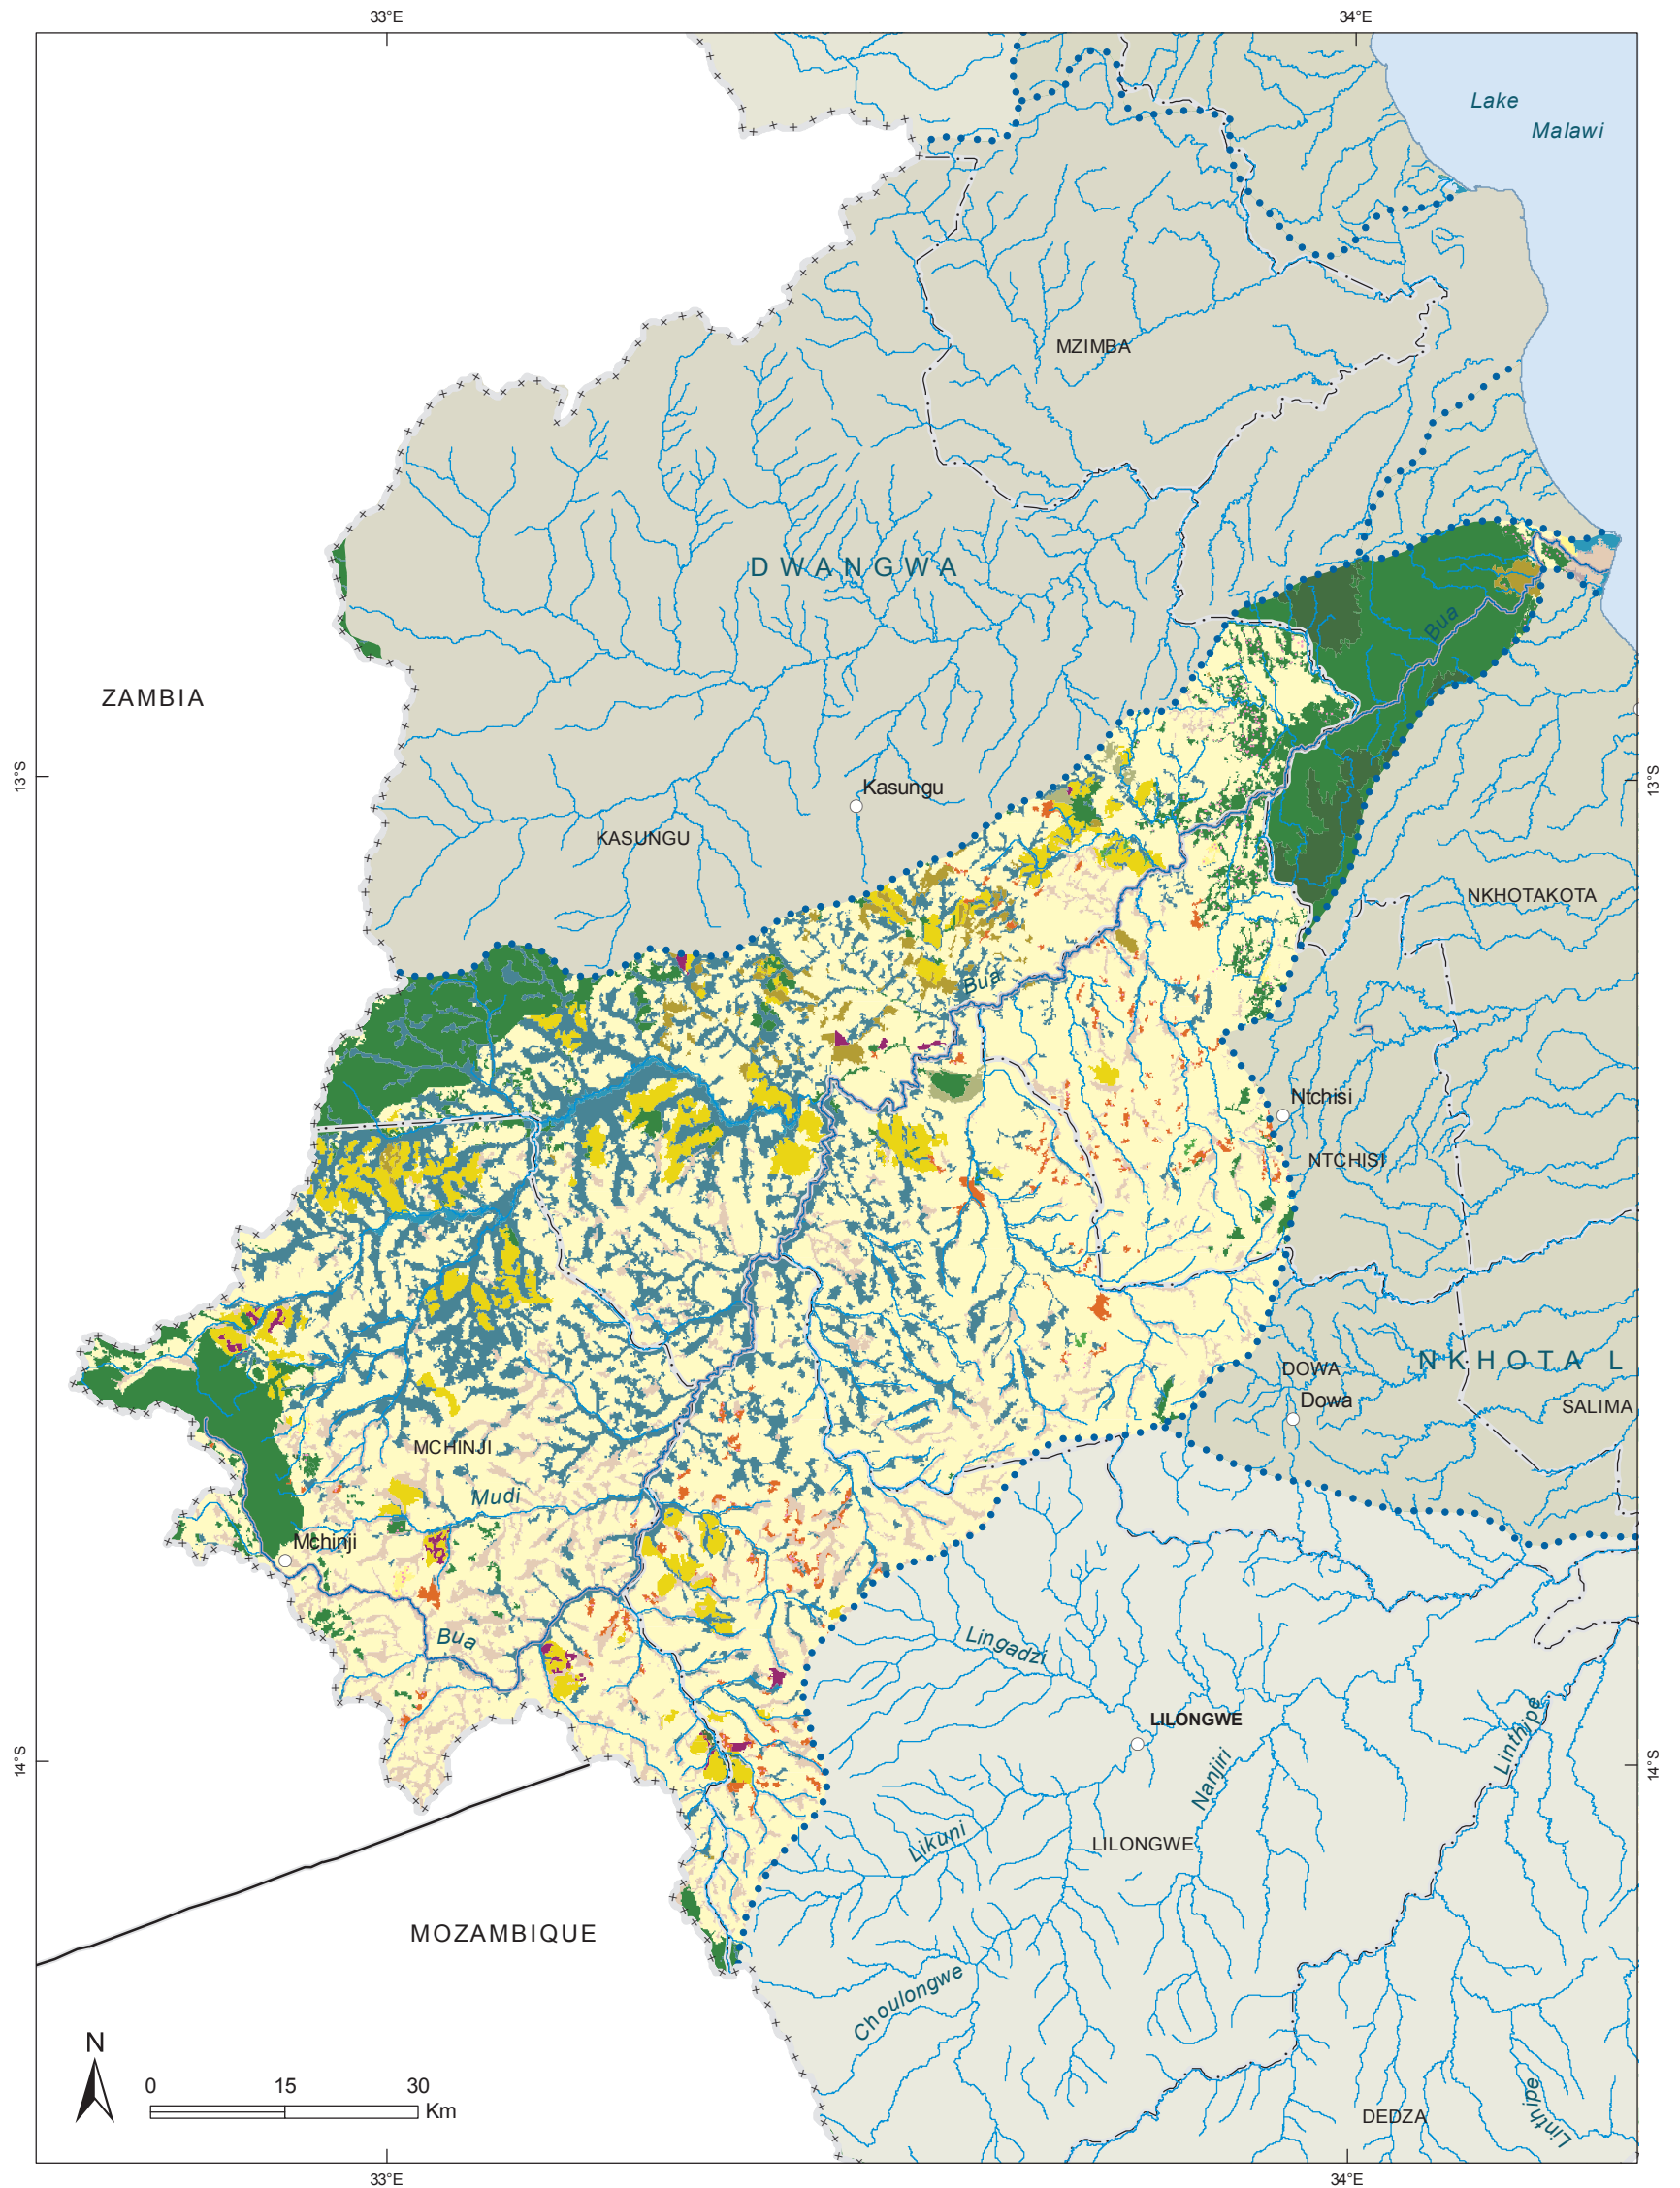 33°E
34°E
Lake
Malawi
MZIMBA
DWANGWA
Bua
ZAMBIA
13°S
13°S
Kasungu
KASUNGU
NKHOTAKOTA
Bua
Ntchisi
NTCHISI
DOWA
NKHOTA L
Dowa
SALIMA
MCHINJI
Mudi
Mchinji
Bua
Lingadzi
LILONGWE
Linthipe
Nanjiri
14°S
14°S
Likuni
LILONGWE
MOZAMBIQUE
Choulongwe
N
0 15 30
Km
Linthipe
DEDZA
33°E
34°E